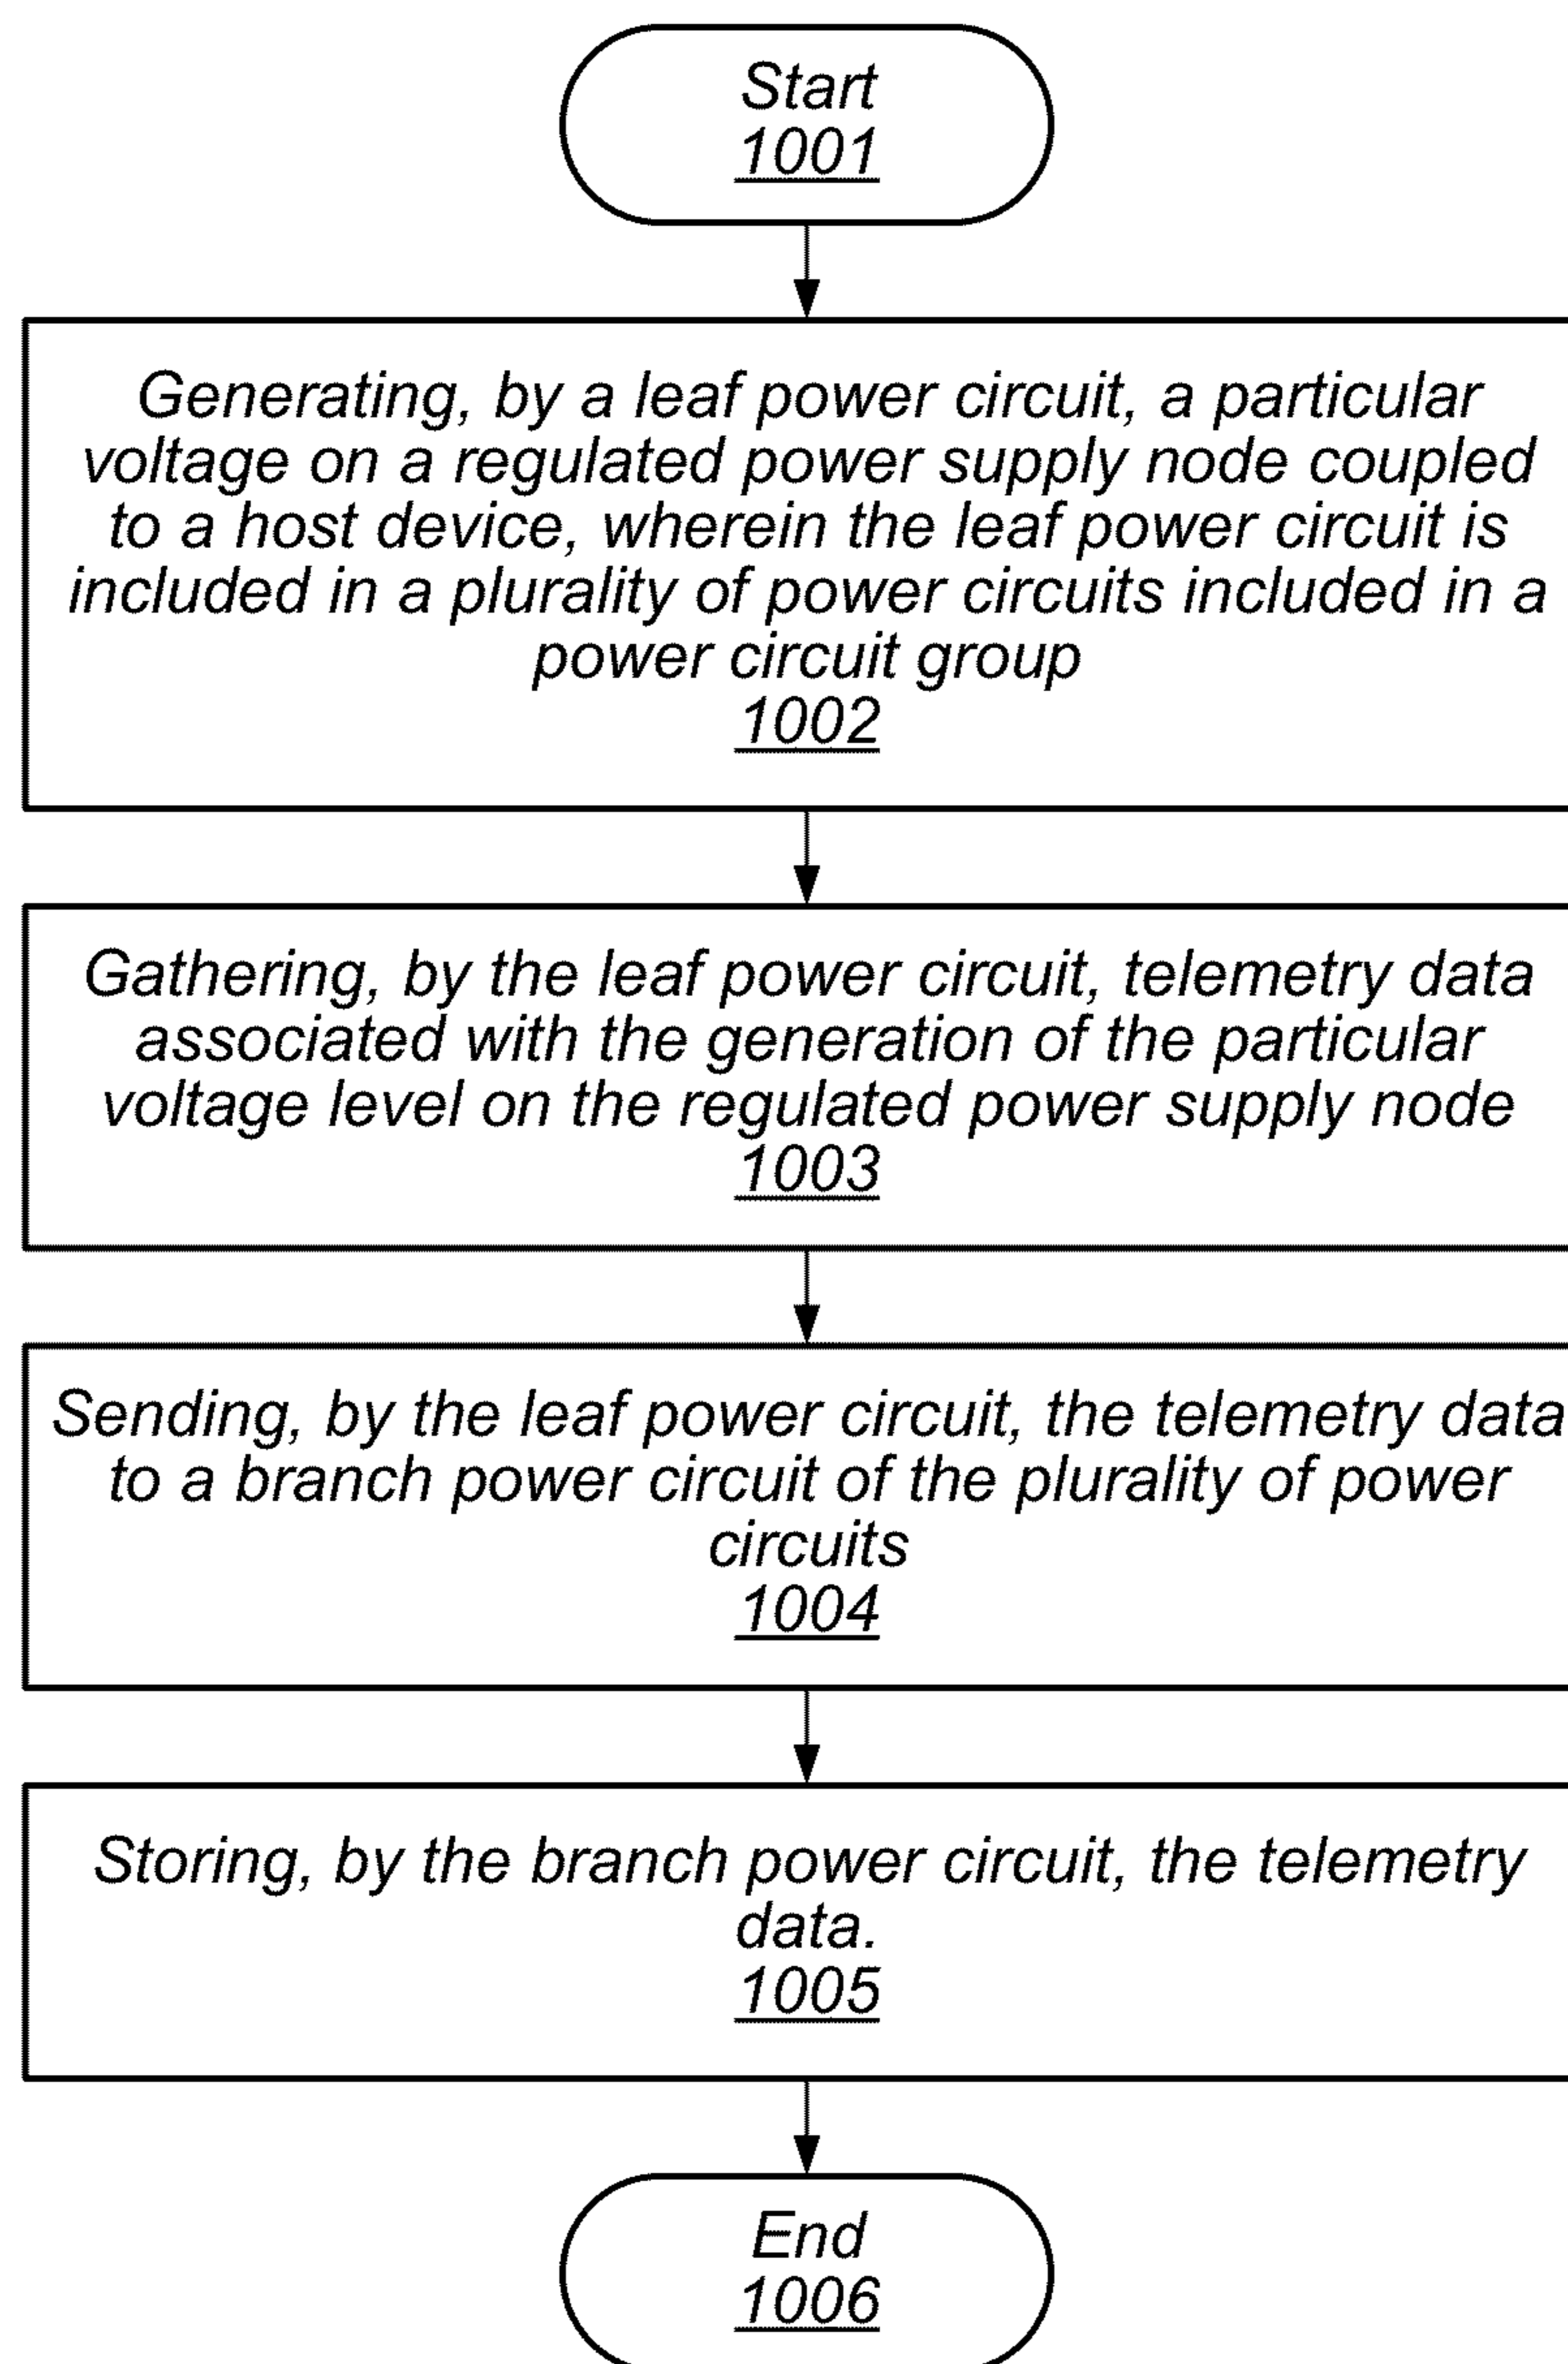 Start
1001
Generating, by a leaf power circuit, a particular
voltage on a regulated power supply node coupled
to a host device, wherein the leaf power circuit is
included in a plurality of power circuits included in a
power circuit group
1002
Gathering, by the leaf power circuit, telemetry data
associated with the generation of the particular
voltage level on the regulated power supply node
1003
Sending, by the leaf power circuit, the telemetry data
to a branch power circuit of the plurality of power
circuits
1004
Storing, by the branch power circuit, the telemetry
data.
1005
End
1006